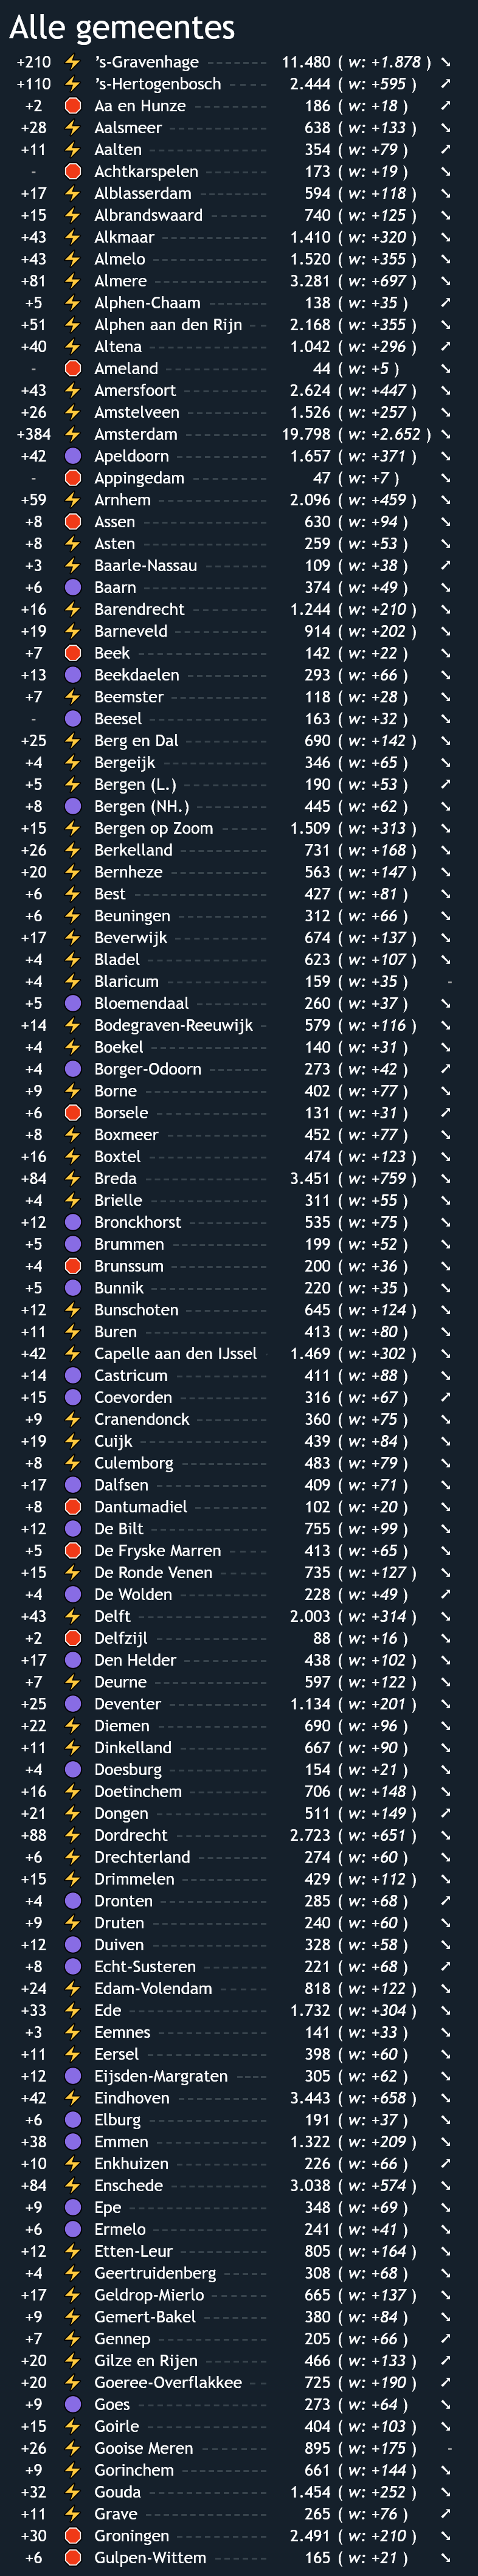 Alle gemeentes
+210 ⚡ ’s-Gravenhage 11.480 ( w: +1.878 ) ➘
+110 ⚡ ’s-Hertogenbosch 2.444 ( w: +595 ) ➚
+2 🛑 Aa en Hunze 186 ( w: +18 ) ➚
+28 ⚡ Aalsmeer 638 ( w: +133 ) ➘
+11 ⚡ Aalten 354 ( w: +79 ) ➚
- 🛑 Achtkarspelen 173 ( w: +19 ) ➘
+17 ⚡ Alblasserdam 594 ( w: +118 ) ➘
+15 ⚡ Albrandswaard 740 ( w: +125 ) ➘
+43 ⚡ Alkmaar 1.410 ( w: +320 ) ➘
+43 ⚡ Almelo 1.520 ( w: +355 ) ➘
+81 ⚡ Almere 3.281 ( w: +697 ) ➘
+5 ⚡ Alphen-Chaam 138 ( w: +35 ) ➚
+51 ⚡ Alphen aan den Rijn 2.168 ( w: +355 ) ➘
+40 ⚡ Altena 1.042 ( w: +296 ) ➚
- 🛑 Ameland 44 ( w: +5 ) ➘
+43 ⚡ Amersfoort 2.624 ( w: +447 ) ➘
+26 ⚡ Amstelveen 1.526 ( w: +257 ) ➘
+384 ⚡ Amsterdam 19.798 ( w: +2.652 ) ➘
+42 🟣 Apeldoorn 1.657 ( w: +371 ) ➘
- 🛑 Appingedam 47 ( w: +7 ) ➘
+59 ⚡ Arnhem 2.096 ( w: +459 ) ➘
+8 🛑 Assen 630 ( w: +94 ) ➘
+8 ⚡ Asten 259 ( w: +53 ) ➘
+3 ⚡ Baarle-Nassau 109 ( w: +38 ) ➚
+6 🟣 Baarn 374 ( w: +49 ) ➘
+16 ⚡ Barendrecht 1.244 ( w: +210 ) ➘
+19 ⚡ Barneveld 914 ( w: +202 ) ➘
+7 🛑 Beek 142 ( w: +22 ) ➘
+13 🟣 Beekdaelen 293 ( w: +66 ) ➘
+7 ⚡ Beemster 118 ( w: +28 ) ➘
- 🟣 Beesel 163 ( w: +32 ) ➘
+25 ⚡ Berg en Dal 690 ( w: +142 ) ➘
+4 ⚡ Bergeijk 346 ( w: +65 ) ➘
+5 ⚡ Bergen (L.) 190 ( w: +53 ) ➚
+8 🟣 Bergen (NH.) 445 ( w: +62 ) ➘
+15 ⚡ Bergen op Zoom 1.509 ( w: +313 ) ➘
+26 ⚡ Berkelland 731 ( w: +168 ) ➘
+20 ⚡ Bernheze 563 ( w: +147 ) ➘
+6 ⚡ Best 427 ( w: +81 ) ➘
+6 ⚡ Beuningen 312 ( w: +66 ) ➘
+17 ⚡ Beverwijk 674 ( w: +137 ) ➘
+4 ⚡ Bladel 623 ( w: +107 ) ➘
+4 ⚡ Blaricum 159 ( w: +35 ) -
+5 🟣 Bloemendaal 260 ( w: +37 ) ➘
+14 ⚡ Bodegraven-Reeuwijk 579 ( w: +116 ) ➘
+4 ⚡ Boekel 140 ( w: +31 ) ➘
+4 🟣 Borger-Odoorn 273 ( w: +42 ) ➚
+9 ⚡ Borne 402 ( w: +77 ) ➘
+6 🛑 Borsele 131 ( w: +31 ) ➚
+8 ⚡ Boxmeer 452 ( w: +77 ) ➘
+16 ⚡ Boxtel 474 ( w: +123 ) ➘
+84 ⚡ Breda 3.451 ( w: +759 ) ➘
+4 ⚡ Brielle 311 ( w: +55 ) ➘
+12 🟣 Bronckhorst 535 ( w: +75 ) ➘
+5 🟣 Brummen 199 ( w: +52 ) ➘
+4 🛑 Brunssum 200 ( w: +36 ) ➘
+5 🟣 Bunnik 220 ( w: +35 ) ➘
+12 ⚡ Bunschoten 645 ( w: +124 ) ➘
+11 ⚡ Buren 413 ( w: +80 ) ➘
+42 ⚡ Capelle aan den IJssel 1.469 ( w: +302 ) ➘
+14 🟣 Castricum 411 ( w: +88 ) ➘
+15 🟣 Coevorden 316 ( w: +67 ) ➚
+9 ⚡ Cranendonck 360 ( w: +75 ) ➘
+19 ⚡ Cuijk 439 ( w: +84 ) ➘
+8 ⚡ Culemborg 483 ( w: +79 ) ➘
+17 🟣 Dalfsen 409 ( w: +71 ) ➘
+8 🛑 Dantumadiel 102 ( w: +20 ) ➘
+12 🟣 De Bilt 755 ( w: +99 ) ➘
+5 🛑 De Fryske Marren 413 ( w: +65 ) ➘
+15 ⚡ De Ronde Venen 735 ( w: +127 ) ➘
+4 🟣 De Wolden 228 ( w: +49 ) ➚
+43 ⚡ Delft 2.003 ( w: +314 ) ➘
+2 🛑 Delfzijl 88 ( w: +16 ) ➘
+17 🟣 Den Helder 438 ( w: +102 ) ➘
+7 ⚡ Deurne 597 ( w: +122 ) ➘
+25 🟣 Deventer 1.134 ( w: +201 ) ➘
+22 ⚡ Diemen 690 ( w: +96 ) ➘
+11 ⚡ Dinkelland 667 ( w: +90 ) ➘
+4 🟣 Doesburg 154 ( w: +21 ) ➘
+16 ⚡ Doetinchem 706 ( w: +148 ) ➘
+21 ⚡ Dongen 511 ( w: +149 ) ➚
+88 ⚡ Dordrecht 2.723 ( w: +651 ) ➘
+6 ⚡ Drechterland 274 ( w: +60 ) ➘
+15 ⚡ Drimmelen 429 ( w: +112 ) ➘
+4 🟣 Dronten 285 ( w: +68 ) ➚
+9 ⚡ Druten 240 ( w: +60 ) ➘
+12 🟣 Duiven 328 ( w: +58 ) ➘
+8 🟣 Echt-Susteren 221 ( w: +68 ) ➚
+24 ⚡ Edam-Volendam 818 ( w: +122 ) ➘
+33 ⚡ Ede 1.732 ( w: +304 ) ➘
+3 ⚡ Eemnes 141 ( w: +33 ) ➘
+11 ⚡ Eersel 398 ( w: +60 ) ➘
+12 🟣 Eijsden-Margraten 305 ( w: +62 ) ➘
+42 ⚡ Eindhoven 3.443 ( w: +658 ) ➘
+6 🟣 Elburg 191 ( w: +37 ) ➘
+38 🟣 Emmen 1.322 ( w: +209 ) ➘
+10 ⚡ Enkhuizen 226 ( w: +66 ) ➚
+84 ⚡ Enschede 3.038 ( w: +574 ) ➘
+9 🟣 Epe 348 ( w: +69 ) ➘
+6 🟣 Ermelo 241 ( w: +41 ) ➘
+12 ⚡ Etten-Leur 805 ( w: +164 ) ➘
+4 ⚡ Geertruidenberg 308 ( w: +68 ) ➘
+17 ⚡ Geldrop-Mierlo 665 ( w: +137 ) ➘
+9 ⚡ Gemert-Bakel 380 ( w: +84 ) ➘
+7 ⚡ Gennep 205 ( w: +66 ) ➚
+20 ⚡ Gilze en Rijen 466 ( w: +133 ) ➚
+20 ⚡ Goeree-Overflakkee 725 ( w: +190 ) ➚
+9 🟣 Goes 273 ( w: +64 ) ➘
+15 ⚡ Goirle 404 ( w: +103 ) ➘
+26 ⚡ Gooise Meren 895 ( w: +175 ) -
+9 ⚡ Gorinchem 661 ( w: +144 ) ➘
+32 ⚡ Gouda 1.454 ( w: +252 ) ➘
+11 ⚡ Grave 265 ( w: +76 ) ➚
+30 🛑 Groningen 2.491 ( w: +210 ) ➘
+6 🛑 Gulpen-Wittem 165 ( w: +21 ) ➘